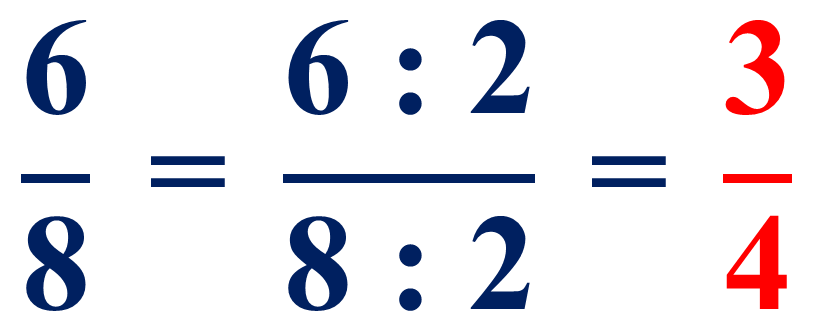 6/8 = (6 : 2)/(8 : 2) = 3/4